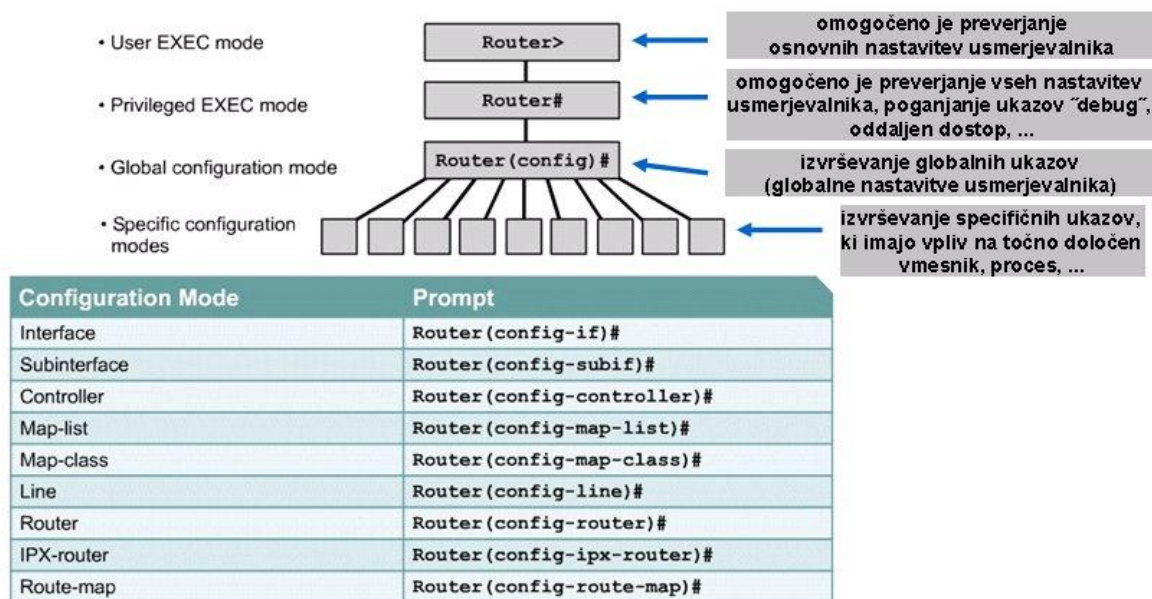 • User EXEC mode
Router>
omogočeno je preverjanje
osnovnih nastavitev usmerjevalnika
• Privileged EXEC mode
Router#
omogočeno je preverjanje vseh nastavitev
usmerjevalnika, poganjanje ukazov ˝debug˝,
oddaljen dostop, ...
• Global configuration mode
Router(config)#
izvrševanje globalnih ukazov
(globalne nastavitve usmerjevalnika)
• Specific configuration
modes
izvrševanje specifičnih ukazov,
ki imajo vpliv na točno določen
vmesnik, proces, ...
Configuration Mode Prompt
Interface Router(config-if)#
Subinterface Router(config-subif)#
Controller Router(config-controller)#
Map-list Router(config-map-list)#
Map-class Router(config-map-class)#
Line Router(config-line)#
Router Router(config-router)#
IPX-router Router(config-ipx-router)#
Route-map Router(config-route-map)#